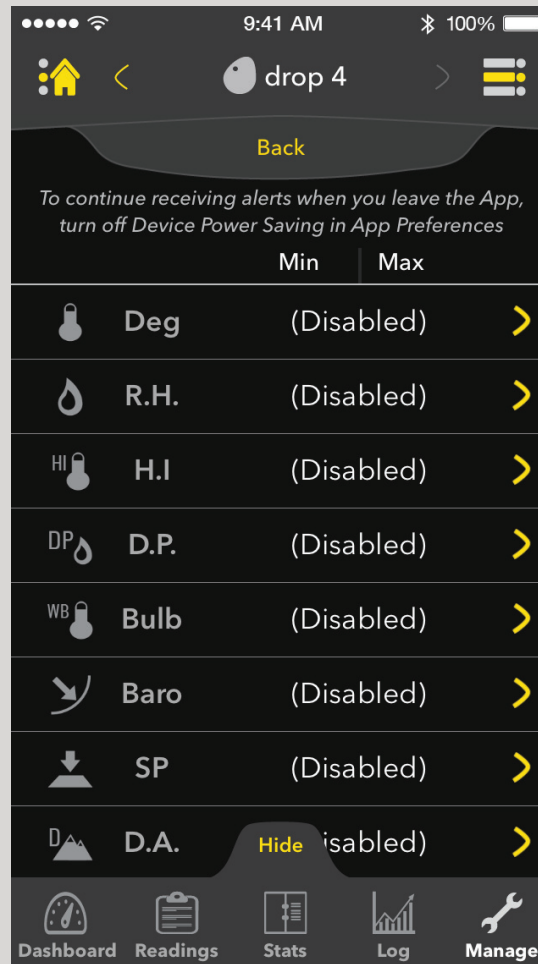 9:41 AM 100%
drop 4
Back
To continue receiving alerts when you leave the App,
turn off Device Power Saving in App Preferences
Min Max
Deg (Disabled)
R.H. (Disabled)
HI H.I (Disabled)
DP D.P. (Disabled)
WB Bulb (Disabled)
Baro (Disabled)
SP (Disabled)
D D.A. isabled)
Hide
Dashboard Readings Stats Log Manage